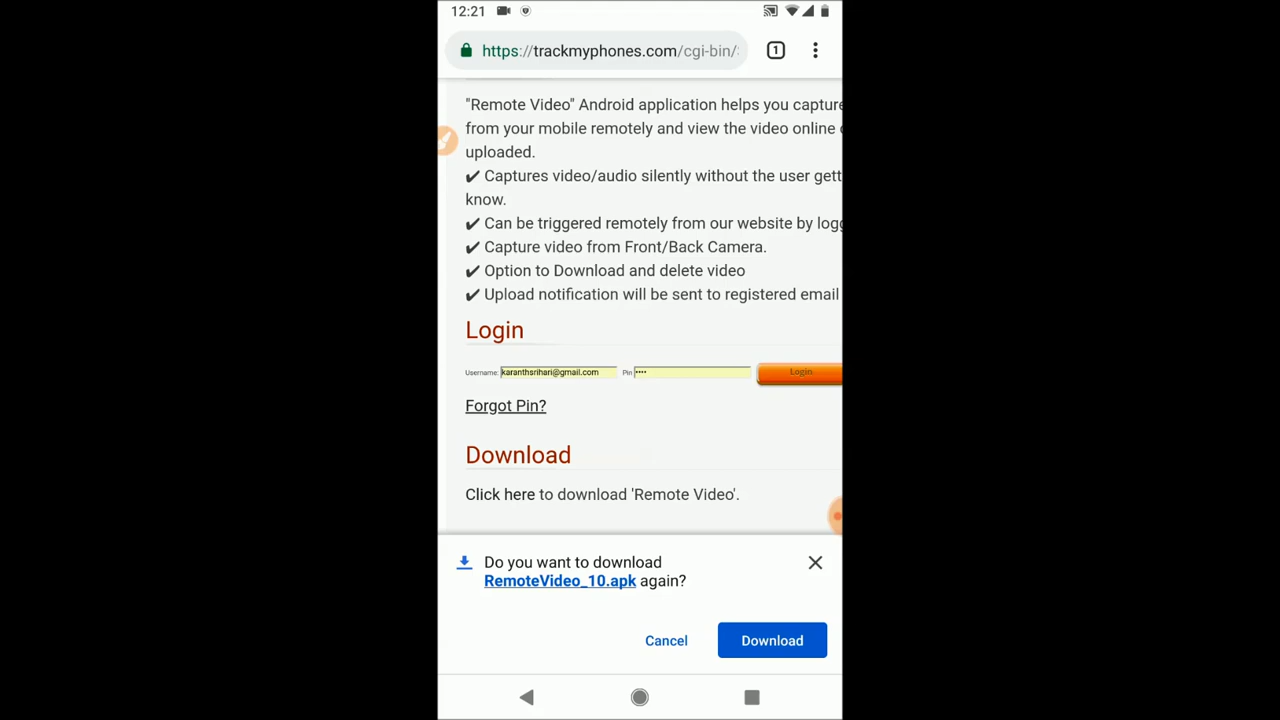 12:21
https://trackmyphones.com/cgi-bin/
1
"Remote Video" Android application helps you capture
from your mobile remotely and view the video online
uploaded.
✔ Captures video/audio silently without the user gett
know.
✔ Can be triggered remotely from our website by logg
✔ Capture video from Front/Back Camera.
✔ Option to Download and delete video
✔ Upload notification will be sent to registered email
Login
Username: karanthsrihari@gmail.com Pin •••• Login
Forgot Pin?
Download
Click here to download 'Remote Video'.
Do you want to download
RemoteVideo_10.apk again?
Cancel Download